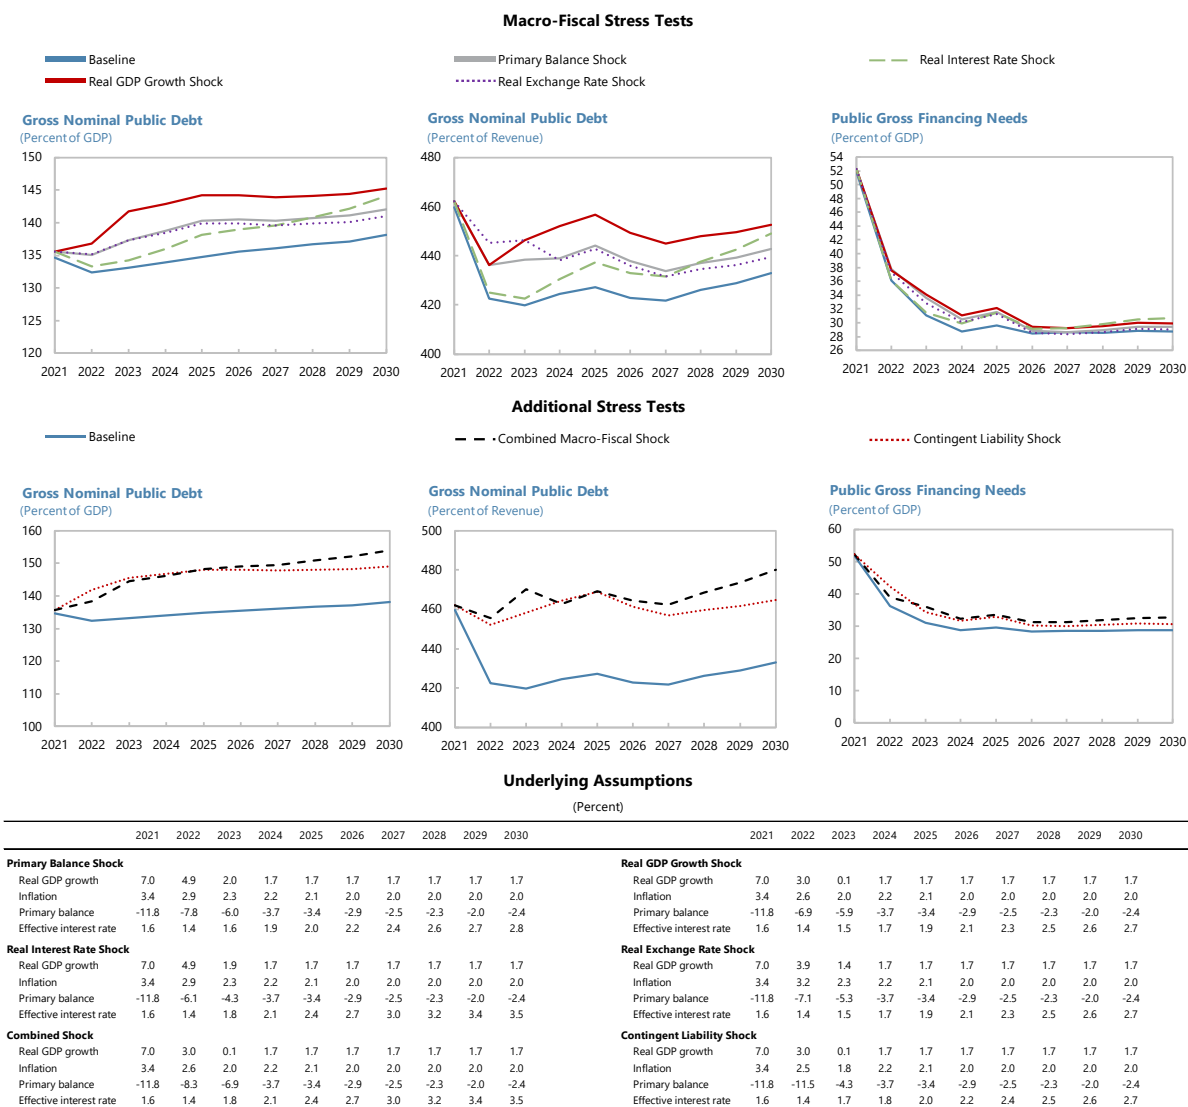 Macro-Fiscal Stress Tests
Baseline
Primary Balance Shock
Real Interest Rate Shock
Real GDP Growth Shock
Real Exchange Rate Shock
Gross Nominal Public Debt
(Percent of GDP)
150
145
140
135
130
125
120
2021 2022 2023 2024 2025 2026 2027 2028 2029 2030
Gross Nominal Public Debt
(Percent of Revenue)
480
460
440
420
400
2021 2022 2023 2024 2025 2026 2027 2028 2029 2030
Public Gross Financing Needs
(Percent of GDP)
54
52
50
48
46
44
42
40
38
36
34
32
30
28
26
2021 2022 2023 2024 2025 2026 2027 2028 2029 2030
Additional Stress Tests
Baseline
Combined Macro-Fiscal Shock
Contingent Liability Shock
Gross Nominal Public Debt
(Percent of GDP)
160
150
140
130
120
110
100
2021 2022 2023 2024 2025 2026 2027 2028 2029 2030
Gross Nominal Public Debt
(Percent of Revenue)
500
480
460
440
420
400
2021 2022 2023 2024 2025 2026 2027 2028 2029 2030
Public Gross Financing Needs
(Percent of GDP)
60
50
40
30
20
10
0
2021 2022 2023 2024 2025 2026 2027 2028 2029 2030
Underlying Assumptions
(Percent)
2021 2022 2023 2024 2025 2026 2027 2028 2029 2030
Primary Balance Shock
Real GDP growth 7.0 4.9 2.0 1.7 1.7 1.7 1.7 1.7 1.7 1.7
Inflation 3.4 2.9 2.3 2.2 2.1 2.0 2.0 2.0 2.0 2.0
Primary balance -11.8 -7.8 -6.0 -3.7 -3.4 -2.9 -2.5 -2.3 -2.0 -2.4
Effective interest rate 1.6 1.4 1.6 1.9 2.0 2.2 2.4 2.6 2.7 2.8
Real Interest Rate Shock
Real GDP growth 7.0 4.9 1.9 1.7 1.7 1.7 1.7 1.7 1.7 1.7
Inflation 3.4 2.9 2.3 2.2 2.1 2.0 2.0 2.0 2.0 2.0
Primary balance -11.8 -6.1 -4.3 -3.7 -3.4 -2.9 -2.5 -2.3 -2.0 -2.4
Effective interest rate 1.6 1.4 1.8 2.1 2.4 2.7 3.0 3.2 3.4 3.5
Combined Shock
Real GDP growth 7.0 3.0 0.1 1.7 1.7 1.7 1.7 1.7 1.7 1.7
Inflation 3.4 2.6 2.0 2.2 2.1 2.0 2.0 2.0 2.0 2.0
Primary balance -11.8 -8.3 -6.9 -3.7 -3.4 -2.9 -2.5 -2.3 -2.0 -2.4
Effective interest rate 1.6 1.4 1.8 2.1 2.4 2.7 3.0 3.2 3.4 3.5
2021 2022 2023 2024 2025 2026 2027 2028 2029 2030
Real GDP Growth Shock
Real GDP growth 7.0 3.0 0.1 1.7 1.7 1.7 1.7 1.7 1.7 1.7
Inflation 3.4 2.6 2.0 2.2 2.1 2.0 2.0 2.0 2.0 2.0
Primary balance -11.8 -6.9 -5.9 -3.7 -3.4 -2.9 -2.5 -2.3 -2.0 -2.4
Effective interest rate 1.6 1.4 1.5 1.7 1.9 2.1 2.3 2.5 2.6 2.7
Real Exchange Rate Shock
Real GDP growth 7.0 3.9 1.4 1.7 1.7 1.7 1.7 1.7 1.7 1.7
Inflation 3.4 3.2 2.3 2.2 2.1 2.0 2.0 2.0 2.0 2.0
Primary balance -11.8 -7.1 -5.3 -3.7 -3.4 -2.9 -2.5 -2.3 -2.0 -2.4
Effective interest rate 1.6 1.4 1.5 1.7 1.9 2.1 2.3 2.5 2.6 2.7
Contingent Liability Shock
Real GDP growth 7.0 3.0 0.1 1.7 1.7 1.7 1.7 1.7 1.7 1.7
Inflation 3.4 2.5 1.8 2.2 2.1 2.0 2.0 2.0 2.0 2.0
Primary balance -11.8 -11.5 -4.3 -3.7 -3.4 -2.9 -2.5 -2.3 -2.0 -2.4
Effective interest rate 1.6 1.4 1.7 1.8 2.0 2.2 2.4 2.5 2.6 2.7